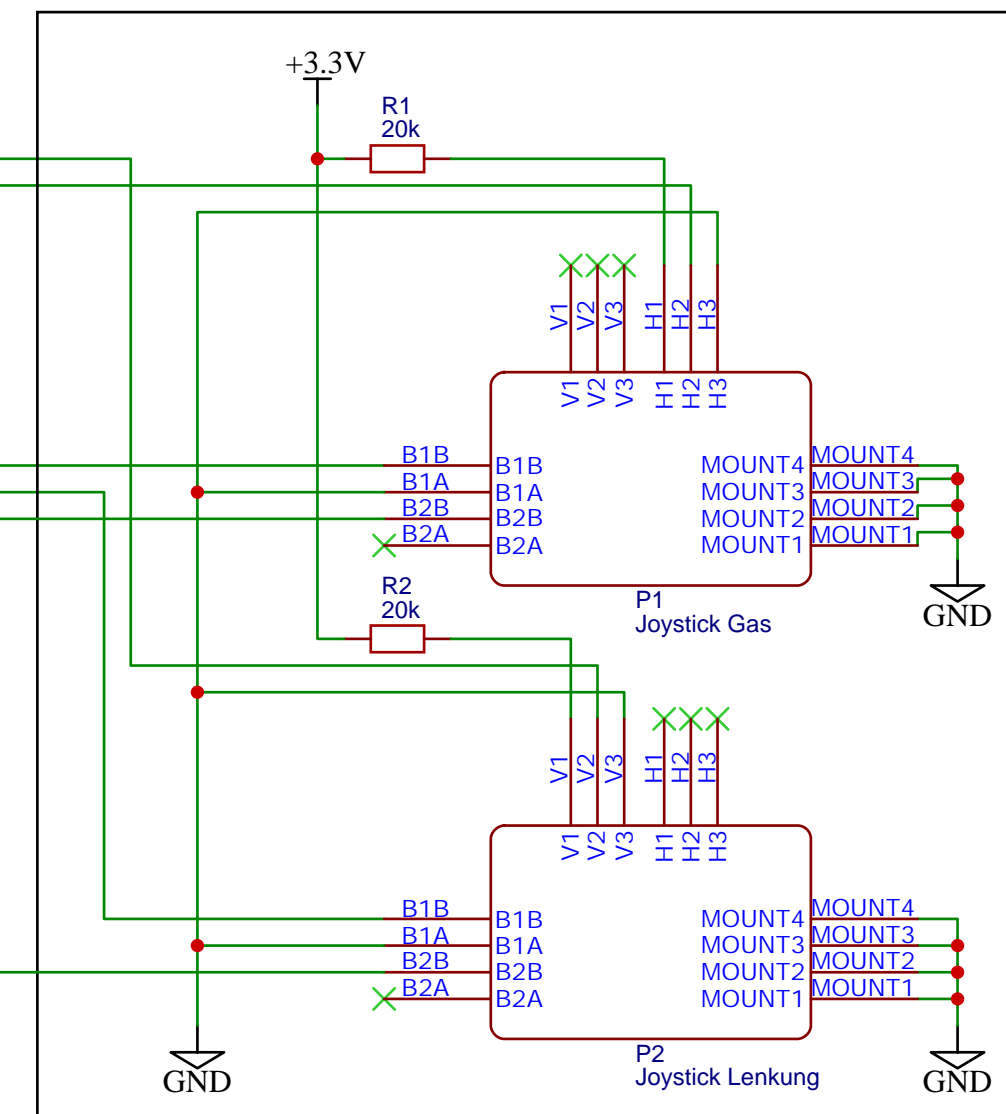 +3.3V
R1
20k
V1
V2
V3
H1
H2
H3
V1
V2
V3
H1
H2
H3
B1B
B1B
MOUNT4
MOUNT4
B1A
B1A
MOUNT3
MOUNT3
B2B
B2B
MOUNT2
MOUNT2
B2A
B2A
MOUNT1
MOUNT1
R2
20k
P1
Joystick Gas
GND
V1
V2
V3
H1
H2
H3
V1
V2
V3
H1
H2
H3
B1B
B1B
MOUNT4
MOUNT4
B1A
B1A
MOUNT3
MOUNT3
B2B
B2B
MOUNT2
MOUNT2
B2A
B2A
MOUNT1
MOUNT1
P2
Joystick Lenkung
GND
GND